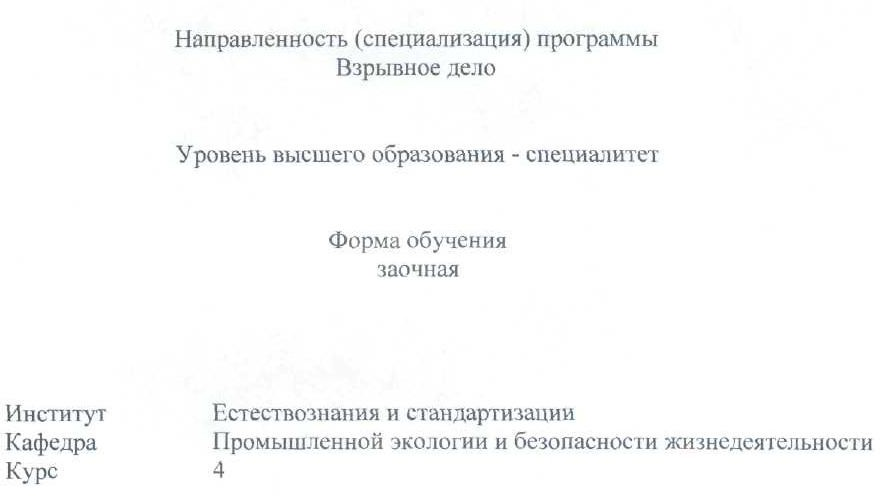 Направленность (специализация) программы
Взрывное дело
Уровень высшего образования - специалитет
Форма обучения
заочная
Институт Естествознания и стандартизации
Кафедра Промышленной экологии и безопасности жизнедеятельности
Курс 4